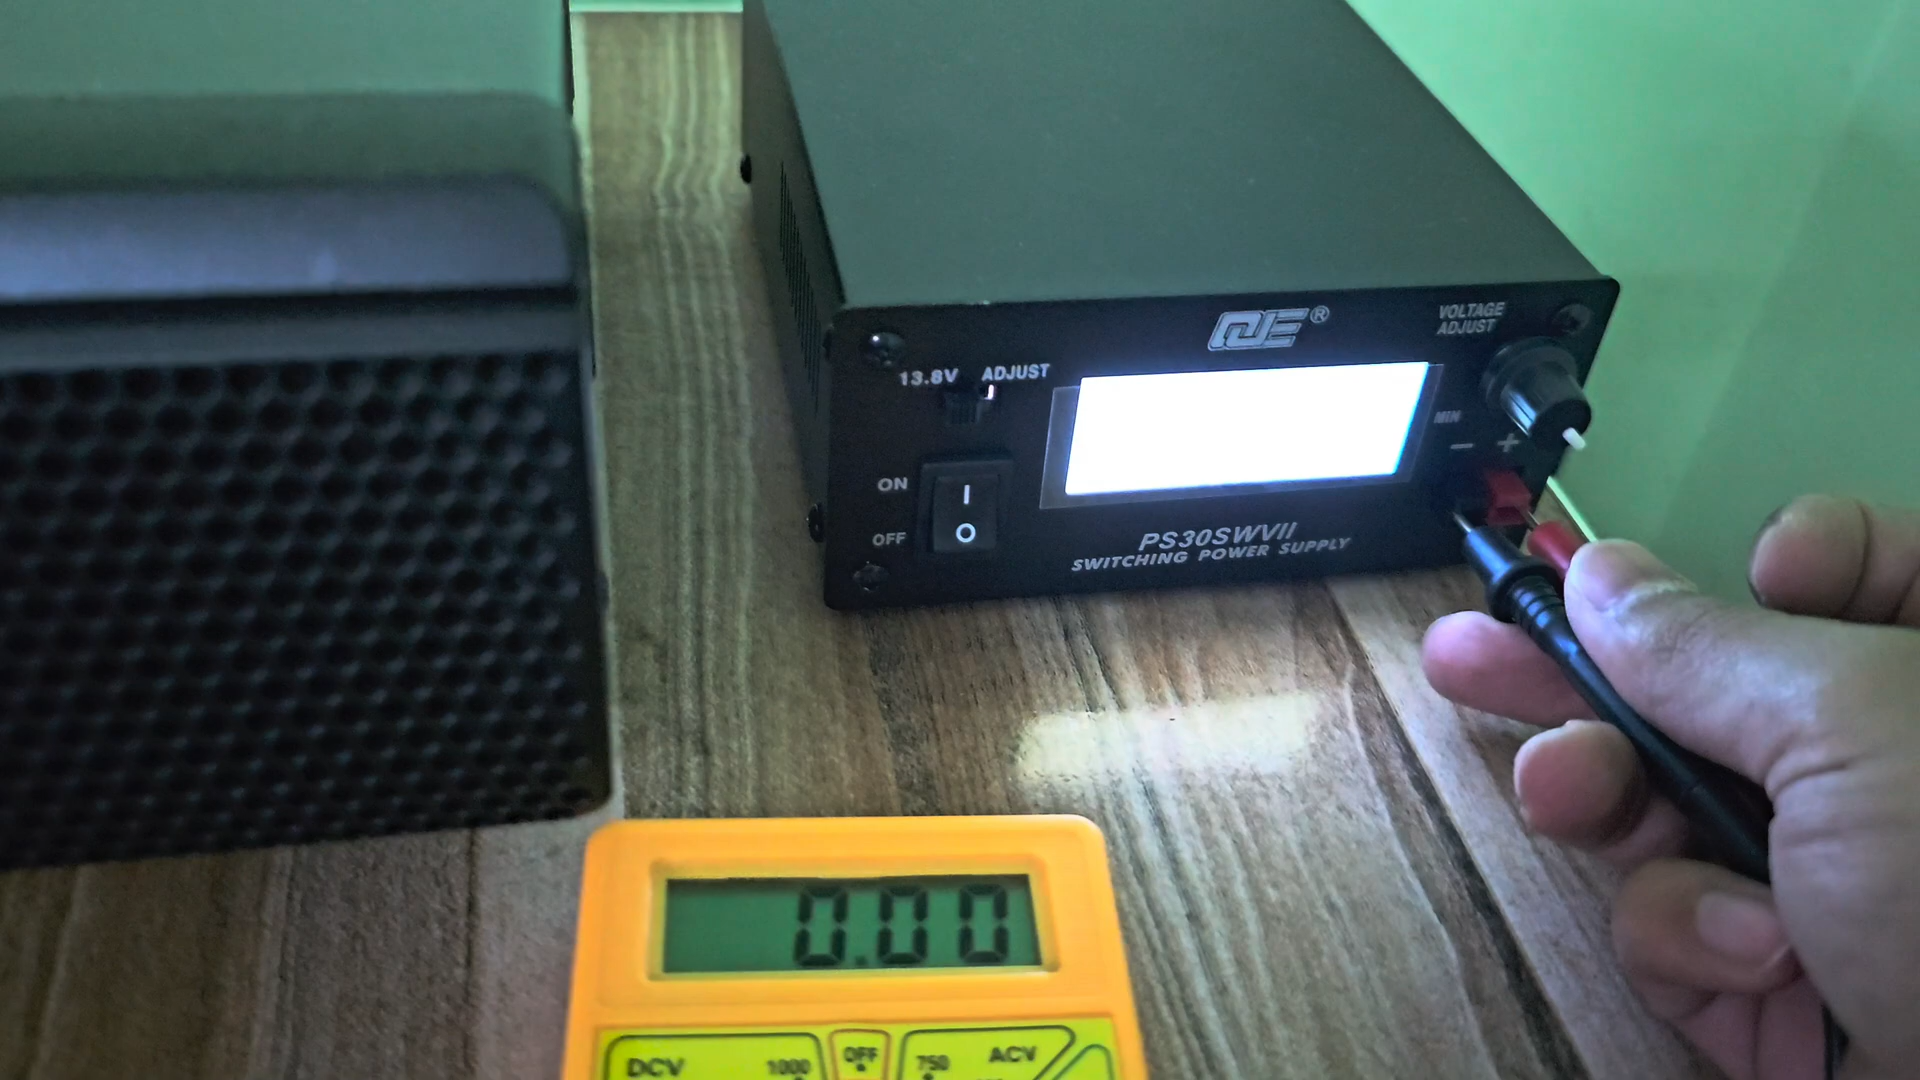 QJE®
VOLTAGE
ADJUST
13.8V ADJUST
MIN
− +
ON
I
OFF
O
PS30SWVII
SWITCHING POWER SUPPLY
0.00
DCV 1000 OFF 750 ACV